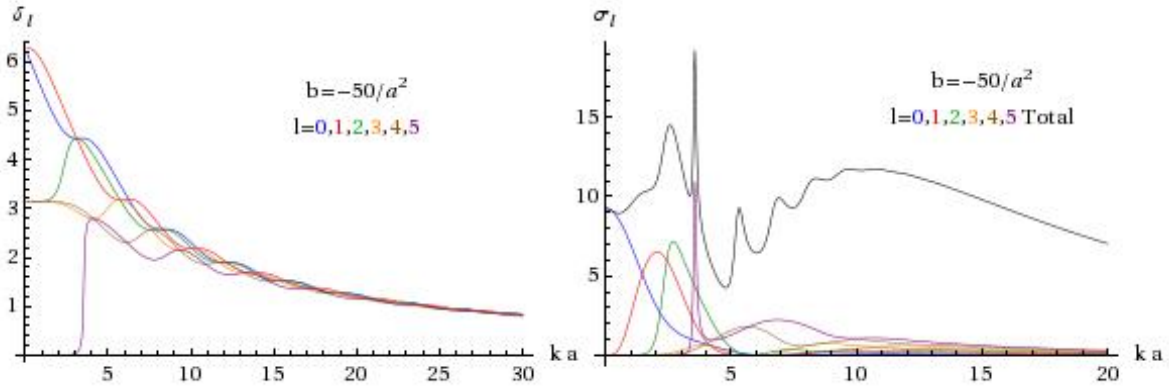 δ_l
6
5
4
3
2
1
b=−50/a²
l=0,1,2,3,4,5
5 10 15 20 25 30
k a
σ_l
15
10
5
b=−50/a²
l=0,1,2,3,4,5 Total
5 10 15 20
k a